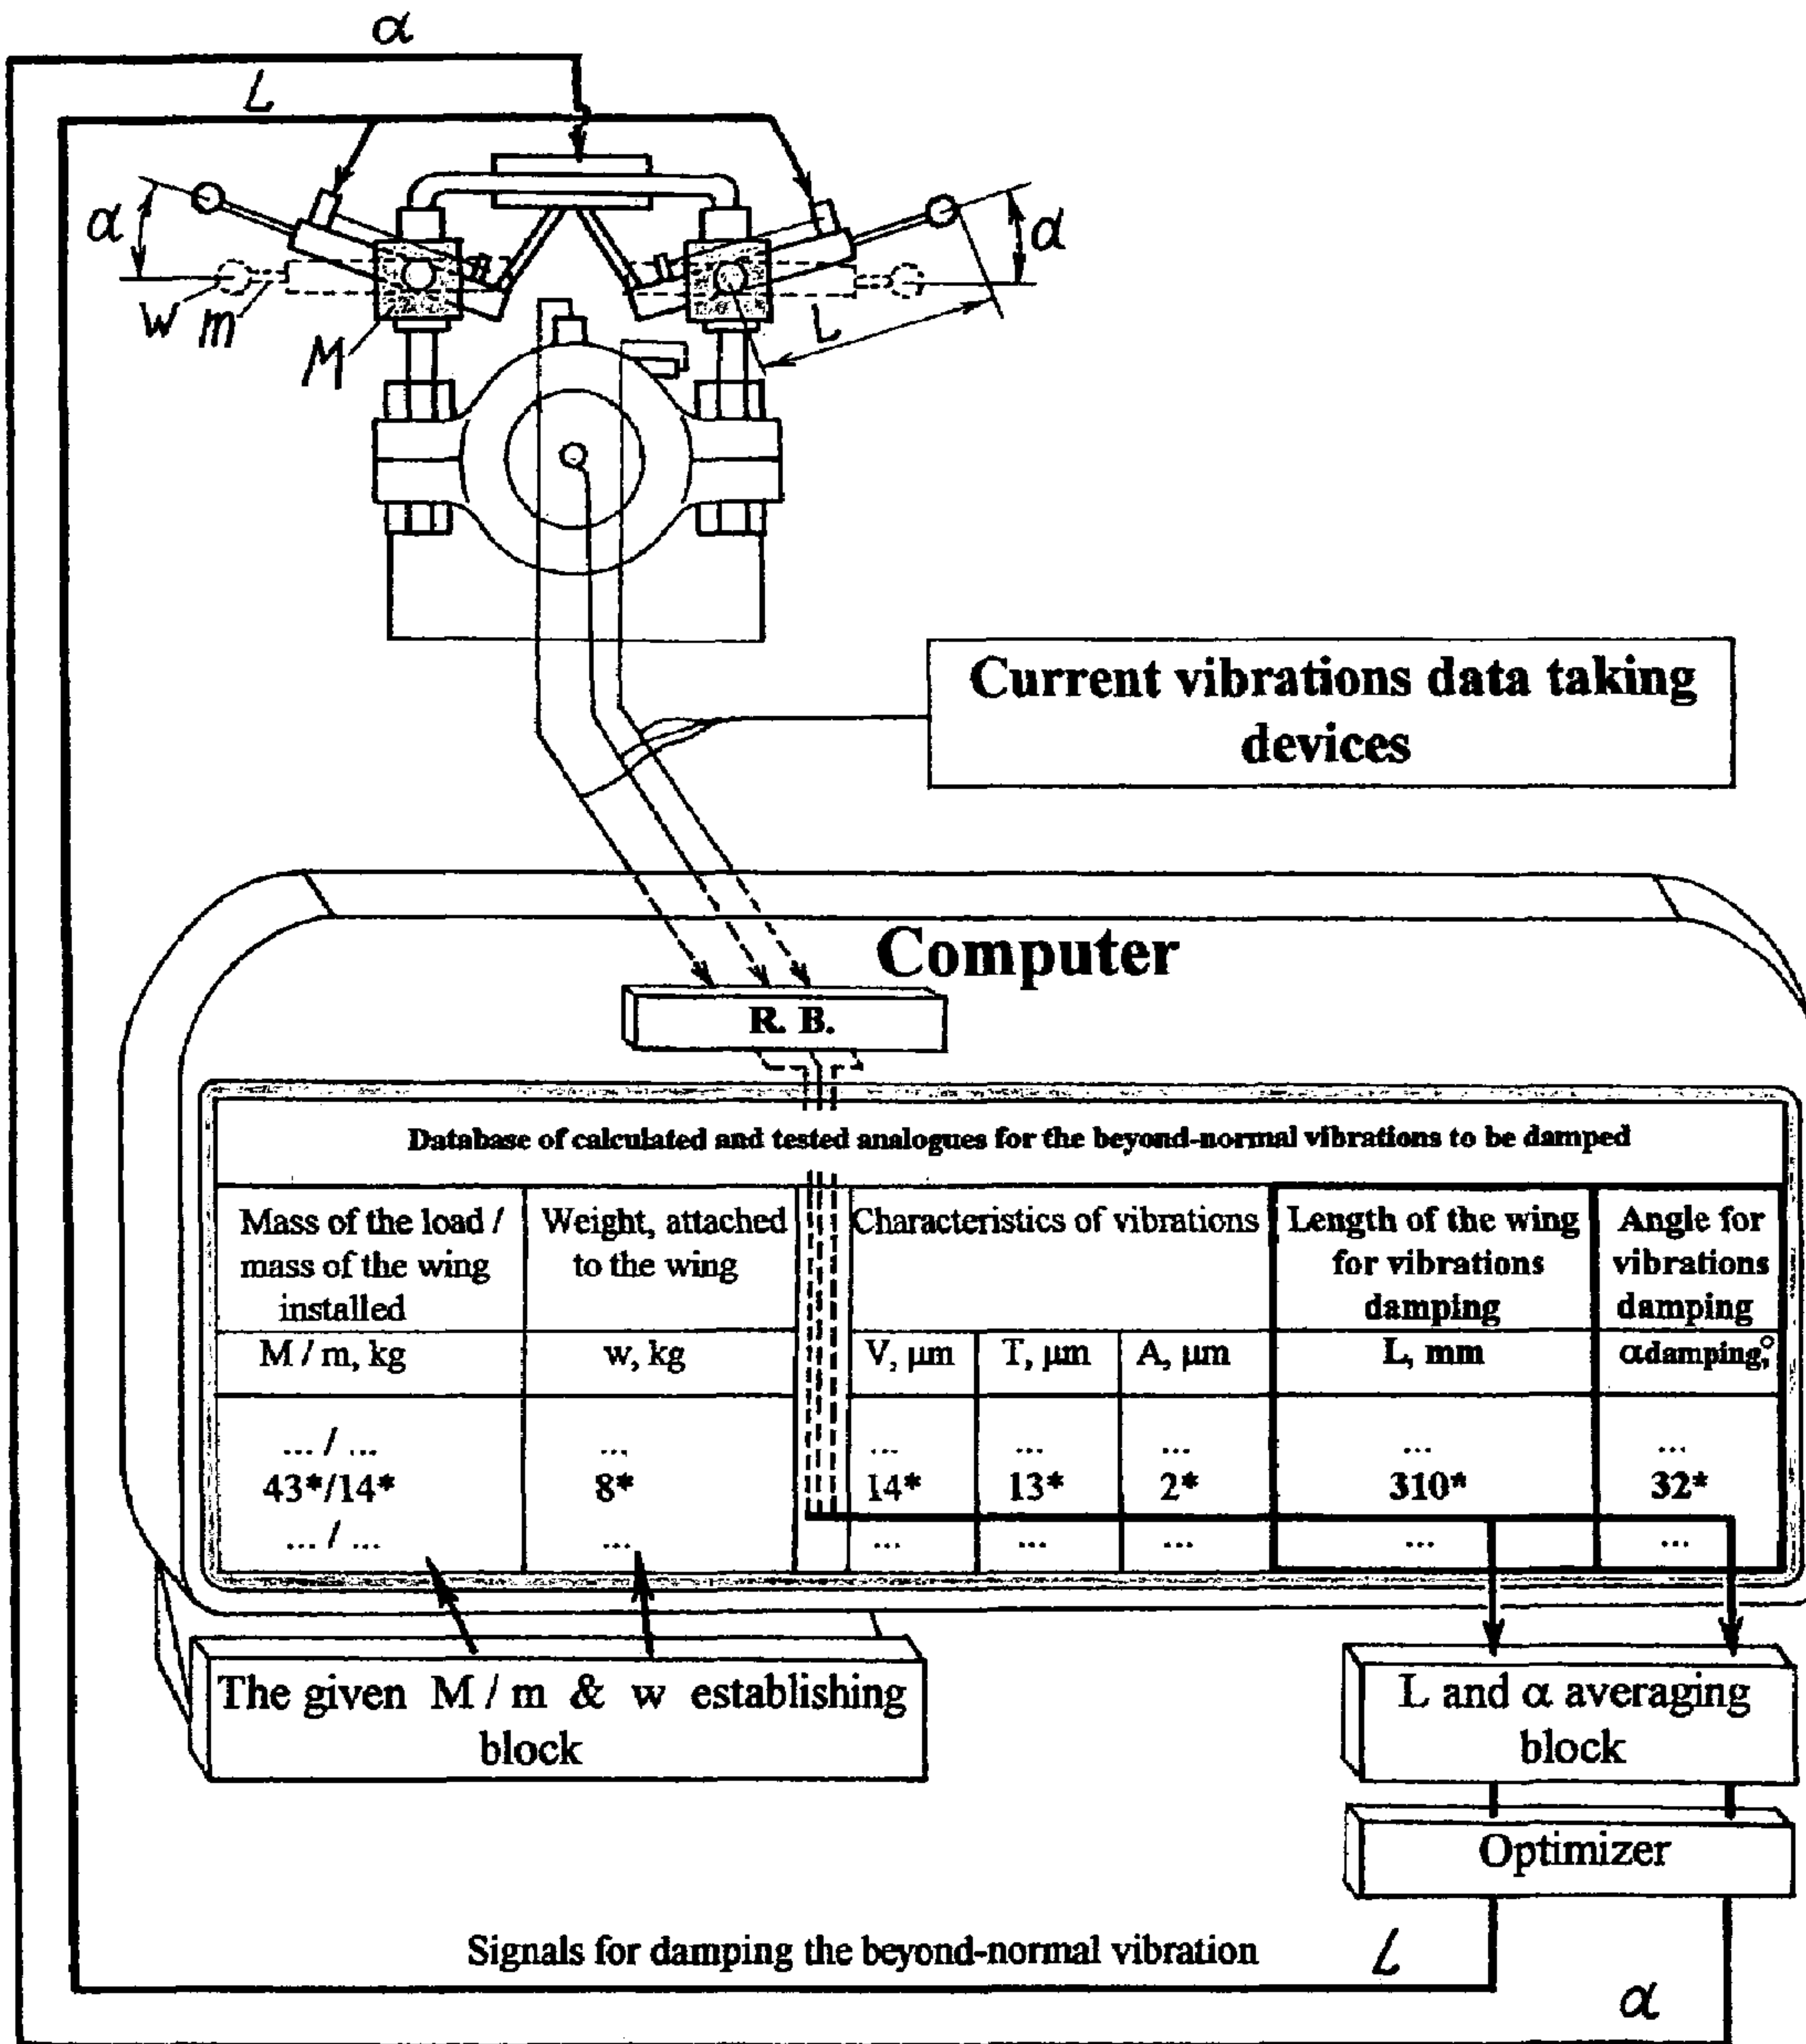 α
L
α
α
W
m
M
L
Current vibrations data taking
devices
Computer
R. B.
Database of calculated and tested analogues for the beyond-normal vibrations to be damped
Mass of the load /
mass of the wing
installed
Weight, attached
to the wing
Characteristics of vibrations
Length of the wing
for vibrations
damping
Angle for
vibrations
damping
M / m, kg
w, kg
V, μm
T, μm
A, μm
L, mm
αdamping,°
... / ...
...
...
...
...
...
...
43*/14*
8*
14*
13*
2*
310*
32*
... / ...
...
...
...
...
...
...
The given M / m & w establishing
block
L and α averaging
block
Optimizer
Signals for damping the beyond-normal vibration
L
α